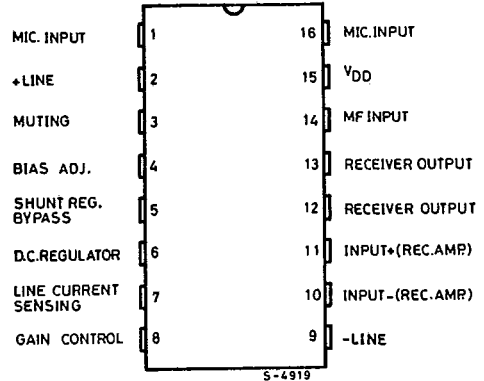 MIC. INPUT 1 16 MIC. INPUT
+LINE 2 15 VDD
MUTING 3 14 MF INPUT
BIAS ADJ. 4 13 RECEIVER OUTPUT
SHUNT REG.
BYPASS 5 12 RECEIVER OUTPUT
D.C. REGULATOR 6 11 INPUT+(REC.AMP.)
LINE CURRENT
SENSING 7 10 INPUT-(REC.AMP.)
GAIN CONTROL 8 9 -LINE
S-4919